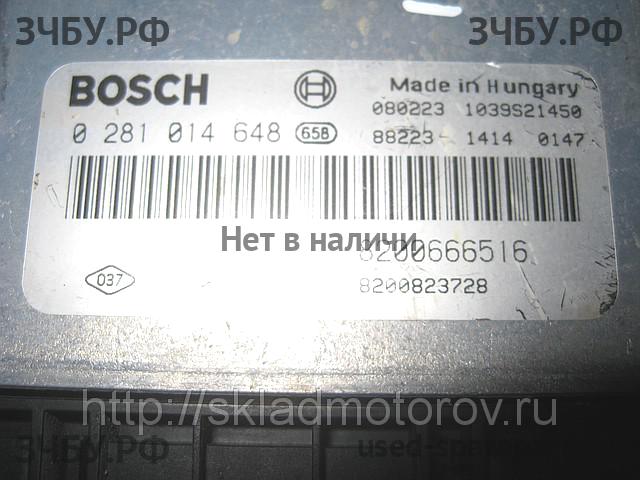 ЗЧБУ.РФ ЗЧБУ.РФ
BOSCH Made in Hungary
080223 1039S21450
0 281 014 648 65B 88223- 1414 0147
Нет в наличии
8200666516
037 8200823728
http://skladmotorov.ru
ЗЧБУ.РФ